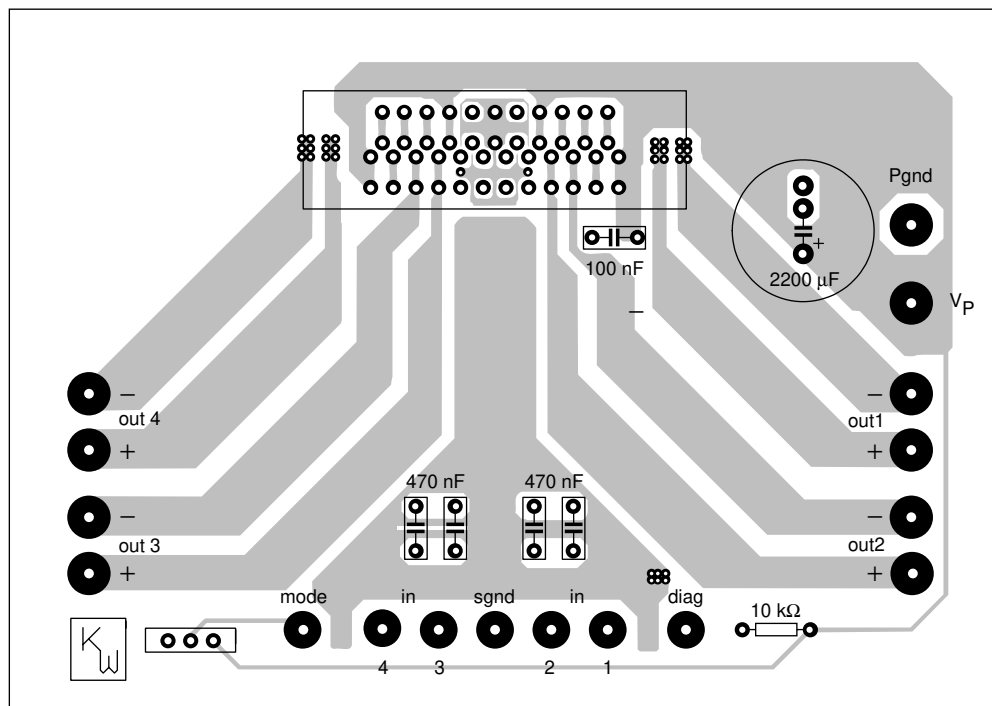 Pgnd
+
100 nF
2200 μF
−
VP
−
−
out 4
out1
+
+
470 nF
470 nF
−
−
out 3
out2
+
+
mode
in
sgnd
in
diag
10 kΩ
KW
4
3
2
1